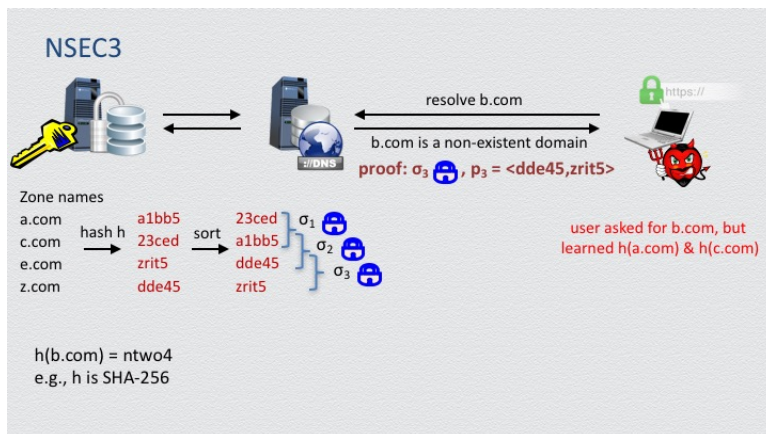 NSEC3
https://
resolve b.com
b.com is a non-existent domain
://DNS
proof: σ3 , p3 = <dde45,zrit5>
Zone names
a.com
c.com
e.com
z.com
hash h
a1bb5
23ced
zrit5
dde45
sort
23ced
a1bb5
dde45
zrit5
σ1
σ2
σ3
user asked for b.com, but
learned h(a.com) & h(c.com)
h(b.com) = ntwo4
e.g., h is SHA-256